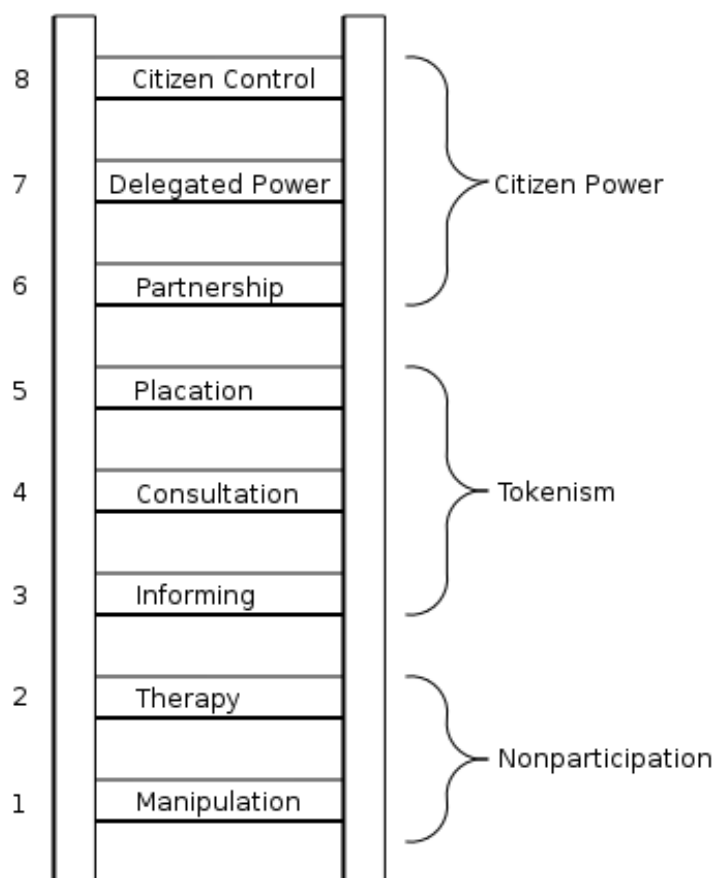 8 Citizen Control
7 Delegated Power
Citizen Power
6 Partnership
5 Placation
4 Consultation
Tokenism
3 Informing
2 Therapy
Nonparticipation
1 Manipulation